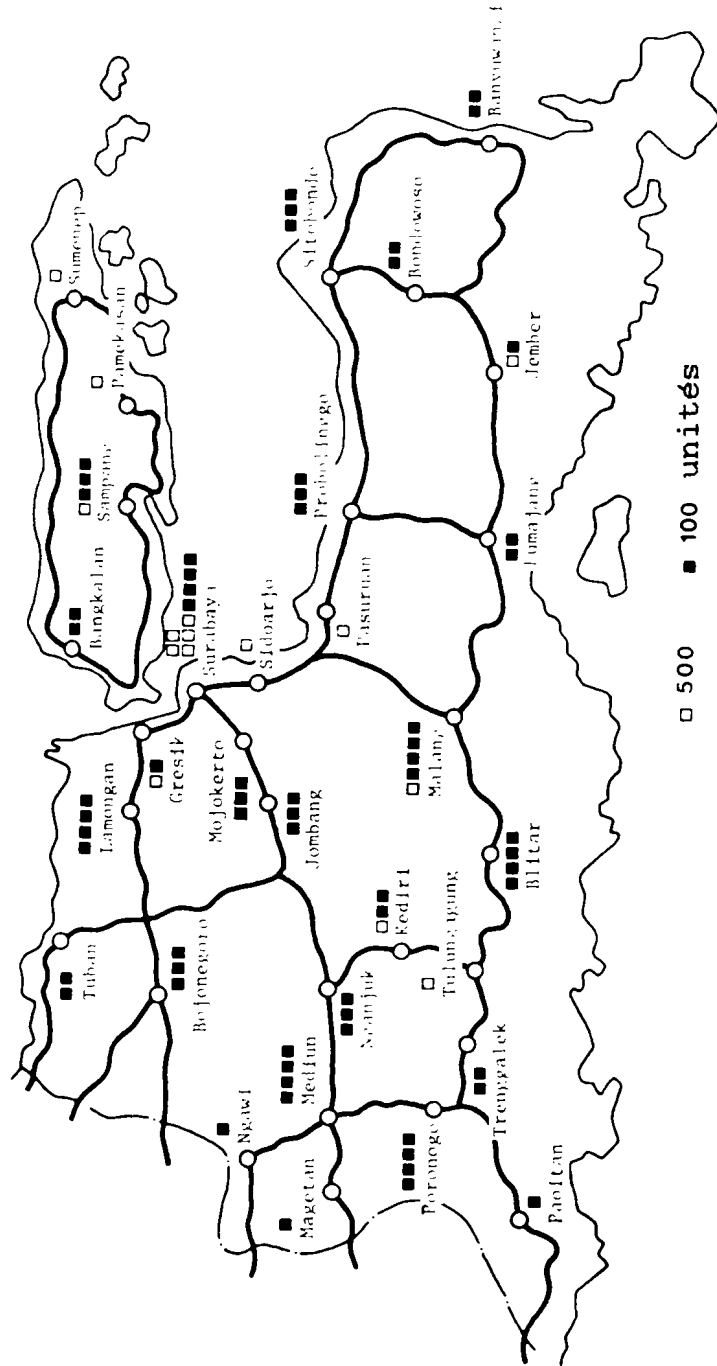 Sumenep
Pamekasan
Sampang
Bangkalan
Surabaya
Sidoarjo
Gresik
Lamongan
Mojokerto
Jombang
Tuban
Bojonegoro
Ngawi
Magetan
Madiun
Nganjuk
Kediri
Tulungagung
Trenggalek
Ponorogo
Pacitan
Blitar
Malang
Pasuruan
Probolinggo
Lumajang
Jember
Bondowoso
Situbondo
□ 500 ■ 100 unités